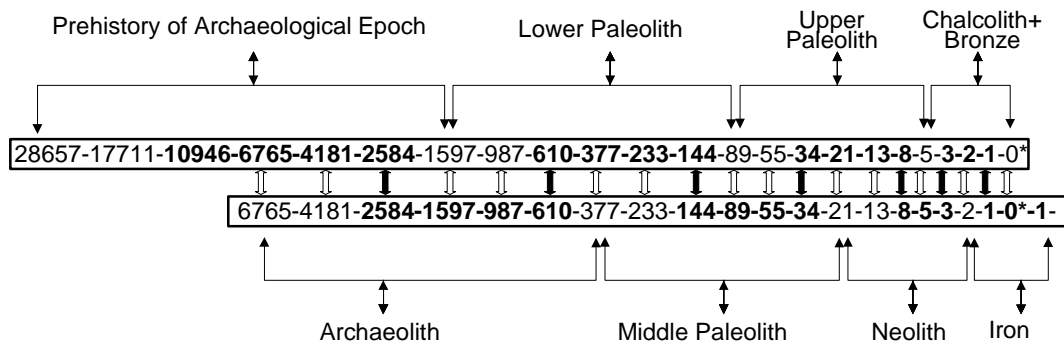 Prehistory of Archaeological Epoch
Lower Paleolith
Upper
Paleolith
Chalcolith+
Bronze
28657-17711-10946-6765-4181-2584-1597-987-610-377-233-144-89-55-34-21-13-8-5-3-2-1-0*
6765-4181-2584-1597-987-610-377-233-144-89-55-34-21-13-8-5-3-2-1-0*-1-
Archaeolith
Middle Paleolith
Neolith
Iron